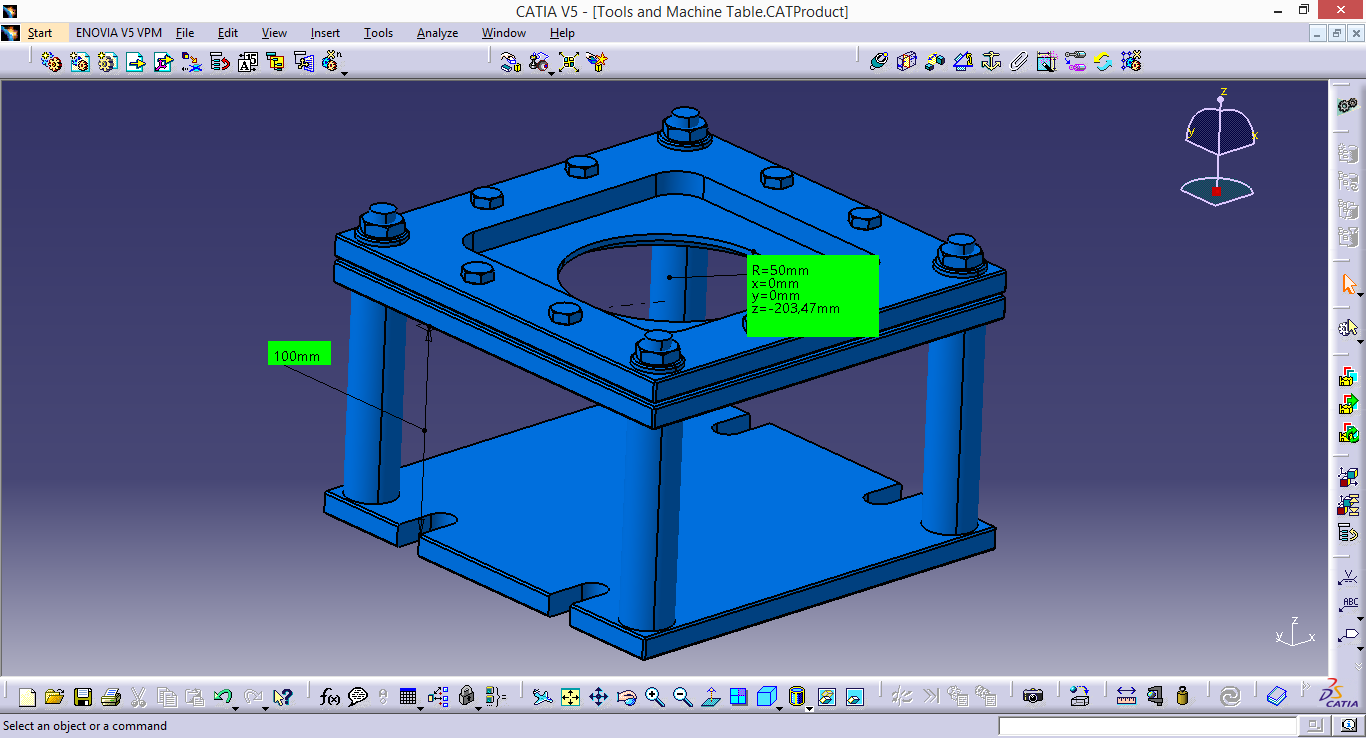 CATIA V5 - [Tools and Machine Table.CATProduct]
Start ENOVIA V5 VPM File Edit View Insert Tools Analyze Window Help
z
y x
R=50mm
x=0mm
y=0mm
z=-203,47mm
100mm
ABC
z
y x
f(x)
CATIA
Select an object or a command